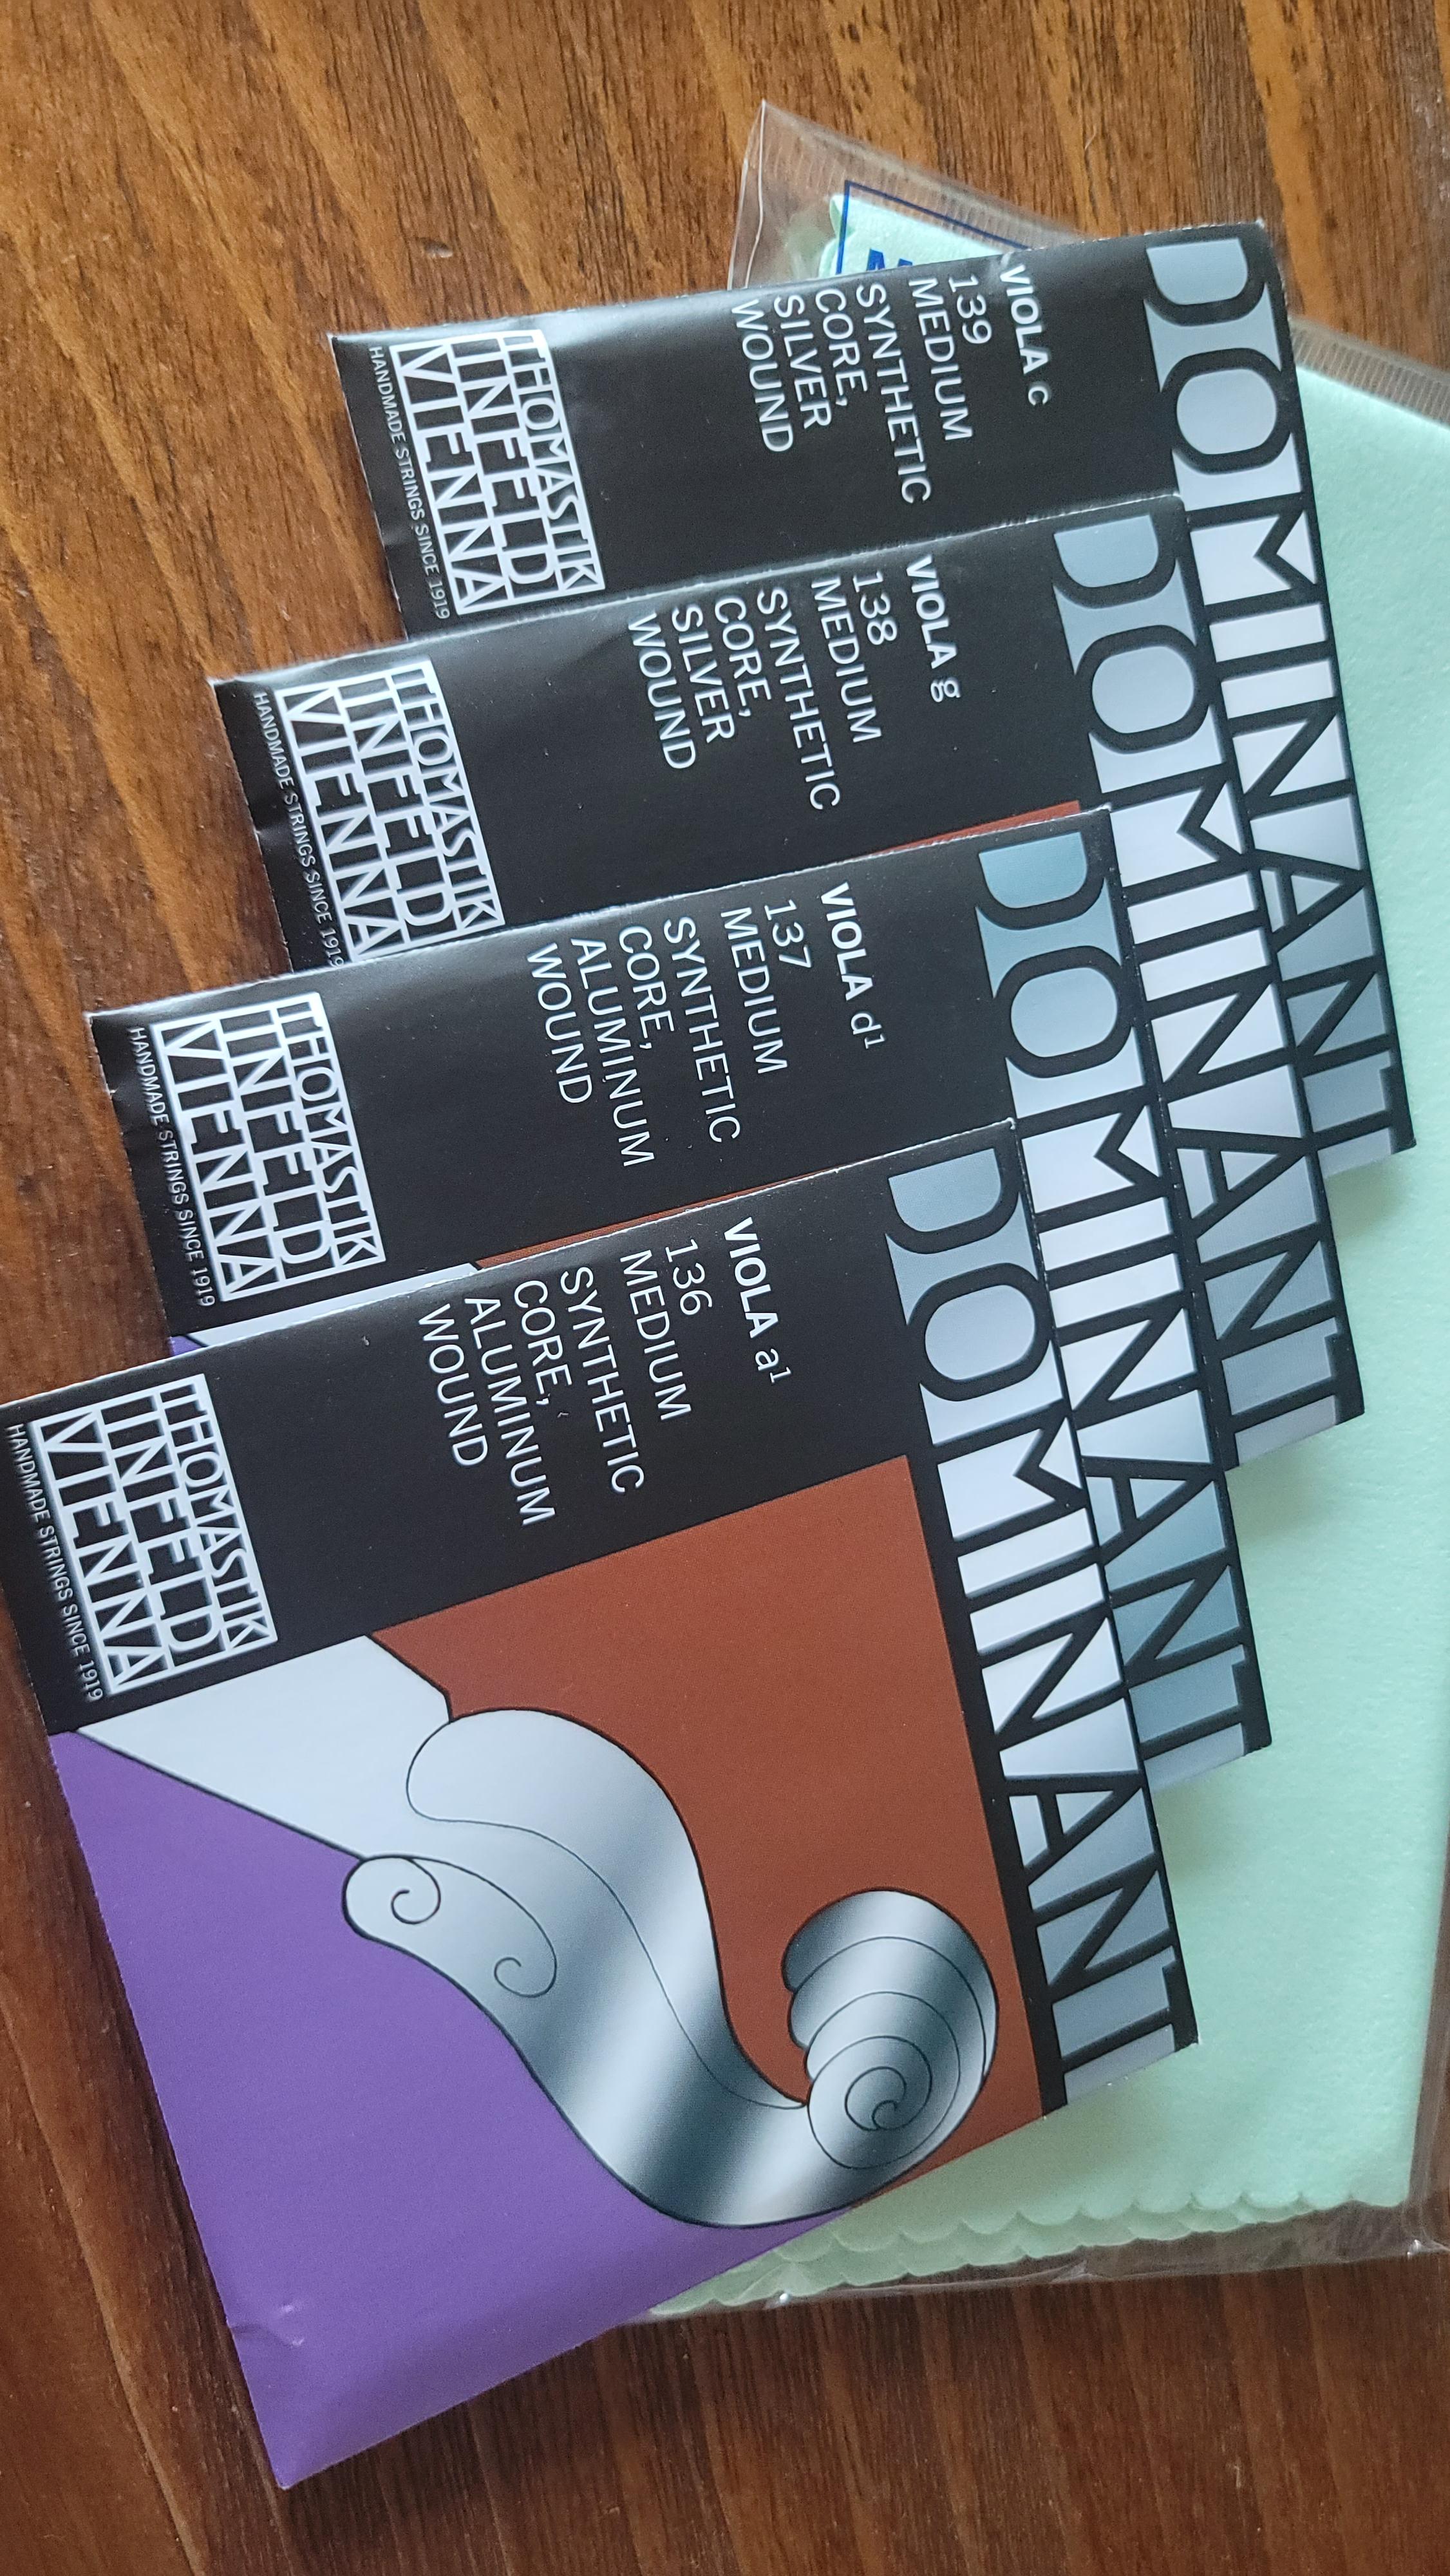 DOMINANT
VIOLA c
139
MEDIUM
SYNTHETIC
CORE,
SILVER
WOUND
THOMASTIK
INFELD
VIENNA
HANDMADE STRINGS SINCE 1919
DOMINANT
VIOLA g
138
MEDIUM
SYNTHETIC
CORE,
SILVER
WOUND
THOMASTIK
INFELD
VIENNA
HANDMADE STRINGS SINCE 1919
DOMINANT
VIOLA d¹
137
MEDIUM
SYNTHETIC
CORE,
ALUMINUM
WOUND
THOMASTIK
INFELD
VIENNA
HANDMADE STRINGS SINCE 1919
DOMINANT
VIOLA a¹
136
MEDIUM
SYNTHETIC
CORE,
ALUMINUM
WOUND
THOMASTIK
INFELD
VIENNA
HANDMADE STRINGS SINCE 1919